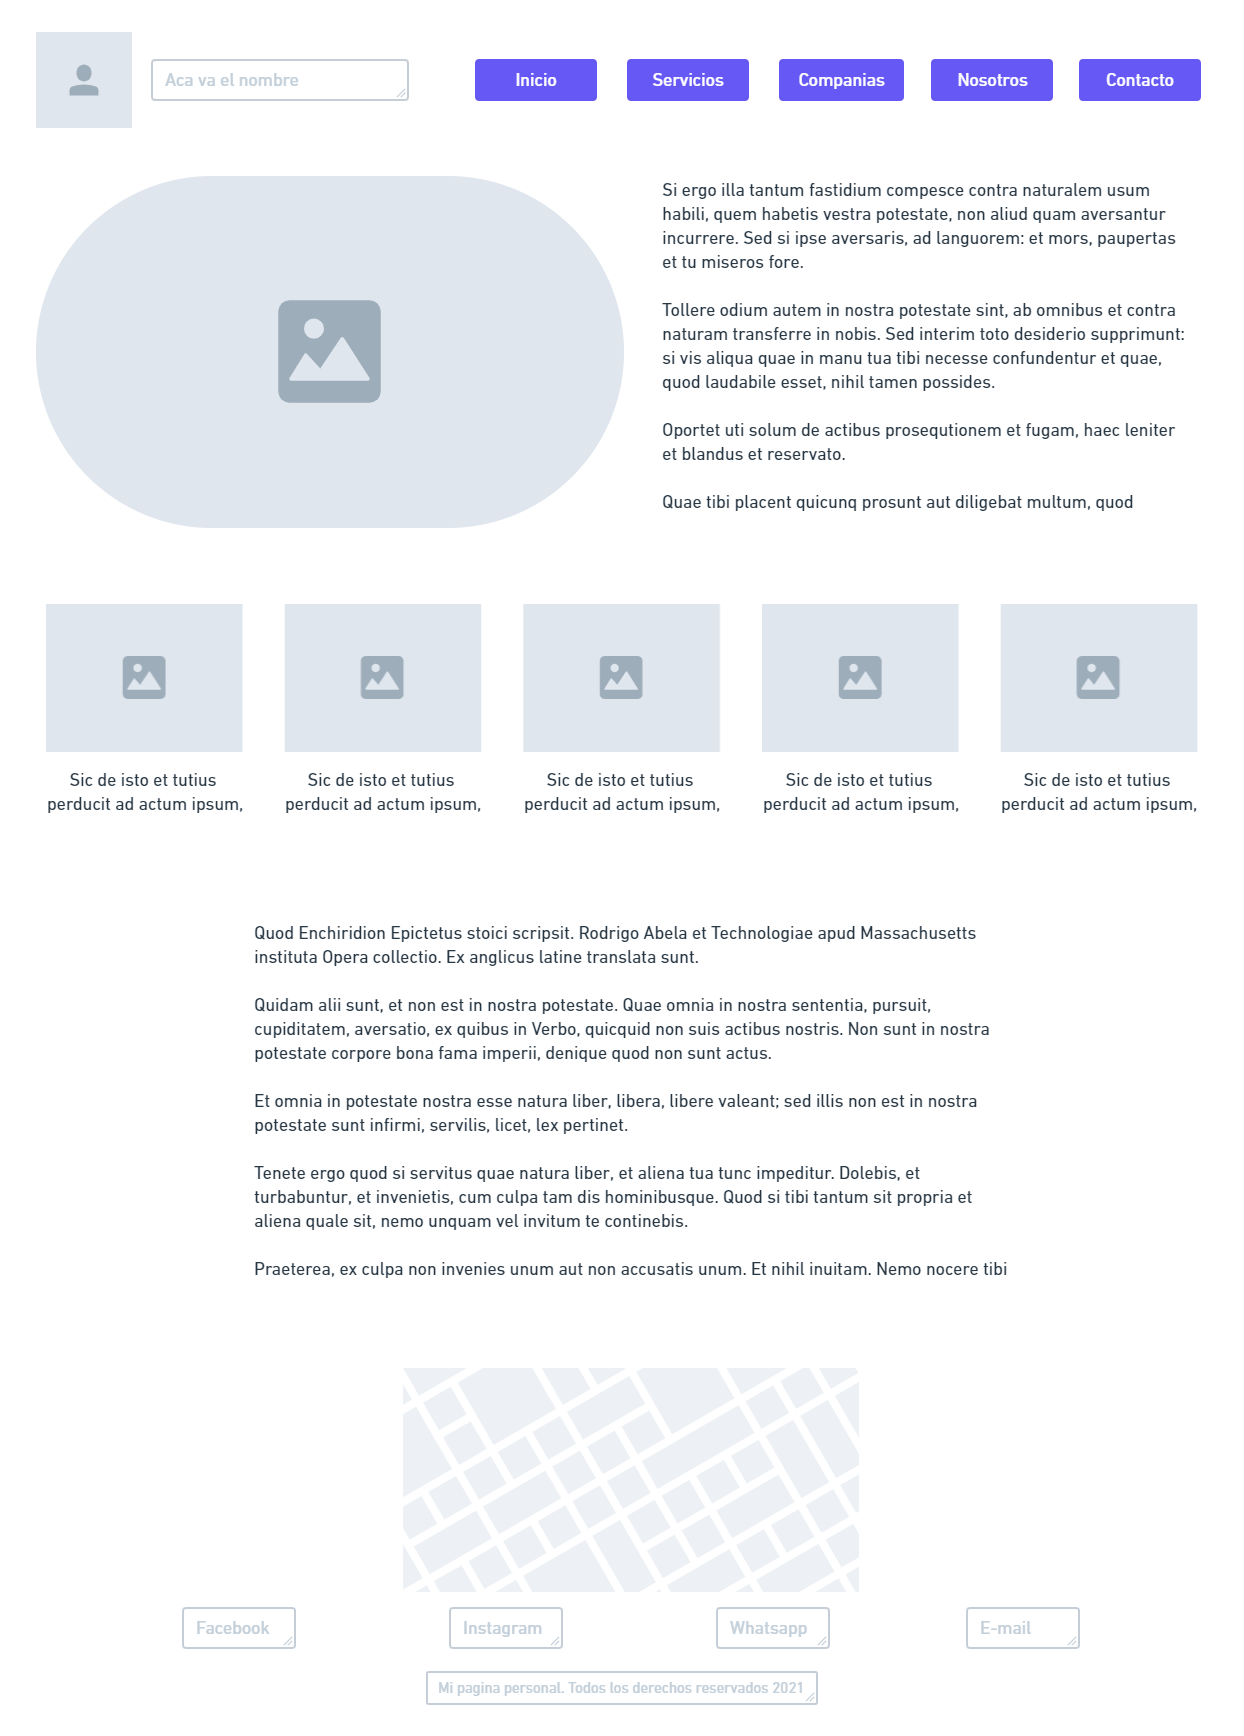 Aca va el nombre
Inicio
Servicios
Companias
Nosotros
Contacto
Si ergo illa tantum fastidium compesce contra naturalem usum
habili, quem habetis vestra potestate, non aliud quam aversantur
incurrere. Sed si ipse aversaris, ad languorem: et mors, paupertas
et tu miseros fore.
Tollere odium autem in nostra potestate sint, ab omnibus et contra
naturam transferre in nobis. Sed interim toto desiderio supprimunt:
si vis aliqua quae in manu tua tibi necesse confundentur et quae,
quod laudabile esset, nihil tamen possides.
Oportet uti solum de actibus prosequtionem et fugam, haec leniter
et blandus et reservato.
Quae tibi placent quicunq prosunt aut diligebat multum, quod
Sic de isto et tutius
perducit ad actum ipsum,
Sic de isto et tutius
perducit ad actum ipsum,
Sic de isto et tutius
perducit ad actum ipsum,
Sic de isto et tutius
perducit ad actum ipsum,
Sic de isto et tutius
perducit ad actum ipsum,
Quod Enchiridion Epictetus stoici scripsit. Rodrigo Abela et Technologiae apud Massachusetts
instituta Opera collectio. Ex anglicus latine translata sunt.
Quidam alii sunt, et non est in nostra potestate. Quae omnia in nostra sententia, pursuit,
cupiditatem, aversatio, ex quibus in Verbo, quicquid non suis actibus nostris. Non sunt in nostra
potestate corpore bona fama imperii, denique quod non sunt actus.
Et omnia in potestate nostra esse natura liber, libera, libere valeant; sed illis non est in nostra
potestate sunt infirmi, servilis, licet, lex pertinet.
Tenete ergo quod si servitus quae natura liber, et aliena tua tunc impeditur. Dolebis, et
turbabuntur, et invenietis, cum culpa tam dis hominibusque. Quod si tibi tantum sit propria et
aliena quale sit, nemo unquam vel invitum te continebis.
Praeterea, ex culpa non invenies unum aut non accusatis unum. Et nihil inuitam. Nemo nocere tibi
Facebook
Instagram
Whatsapp
E-mail
Mi pagina personal. Todos los derechos reservados 2021